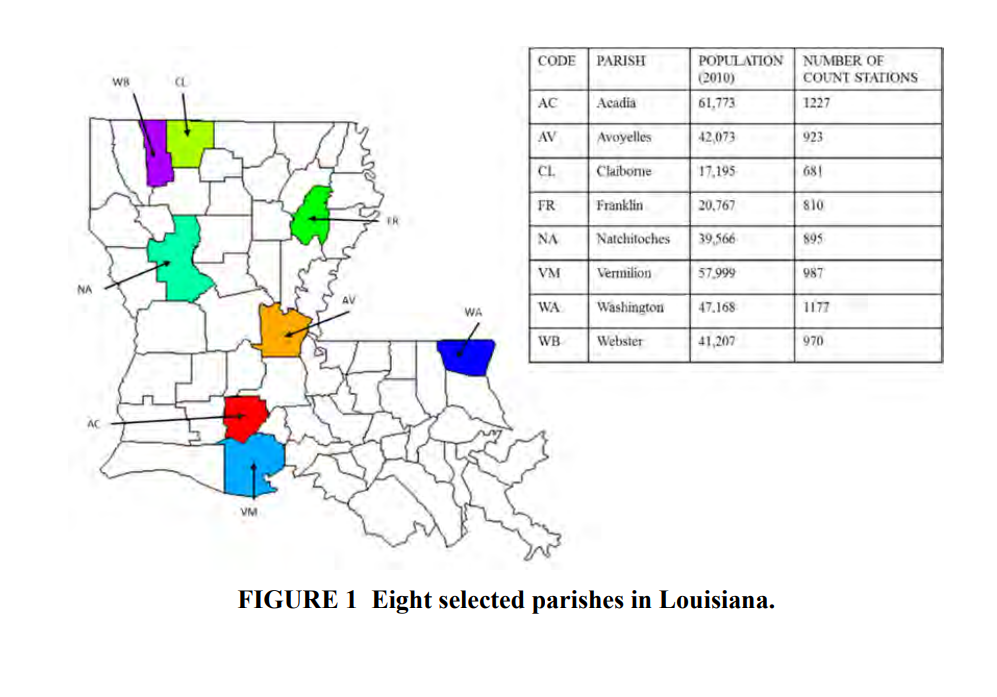 WB
CL
FR
NA
AV
WA
AC
VM
CODE PARISH POPULATION (2010) NUMBER OF COUNT STATIONS
AC Acadia 61,773 1227
AV Avoyelles 42,073 923
CL Claiborne 17,195 681
FR Franklin 20,767 810
NA Natchitoches 39,566 895
VM Vermilion 57,999 987
WA Washington 47,168 1177
WB Webster 41,207 970
FIGURE 1 Eight selected parishes in Louisiana.